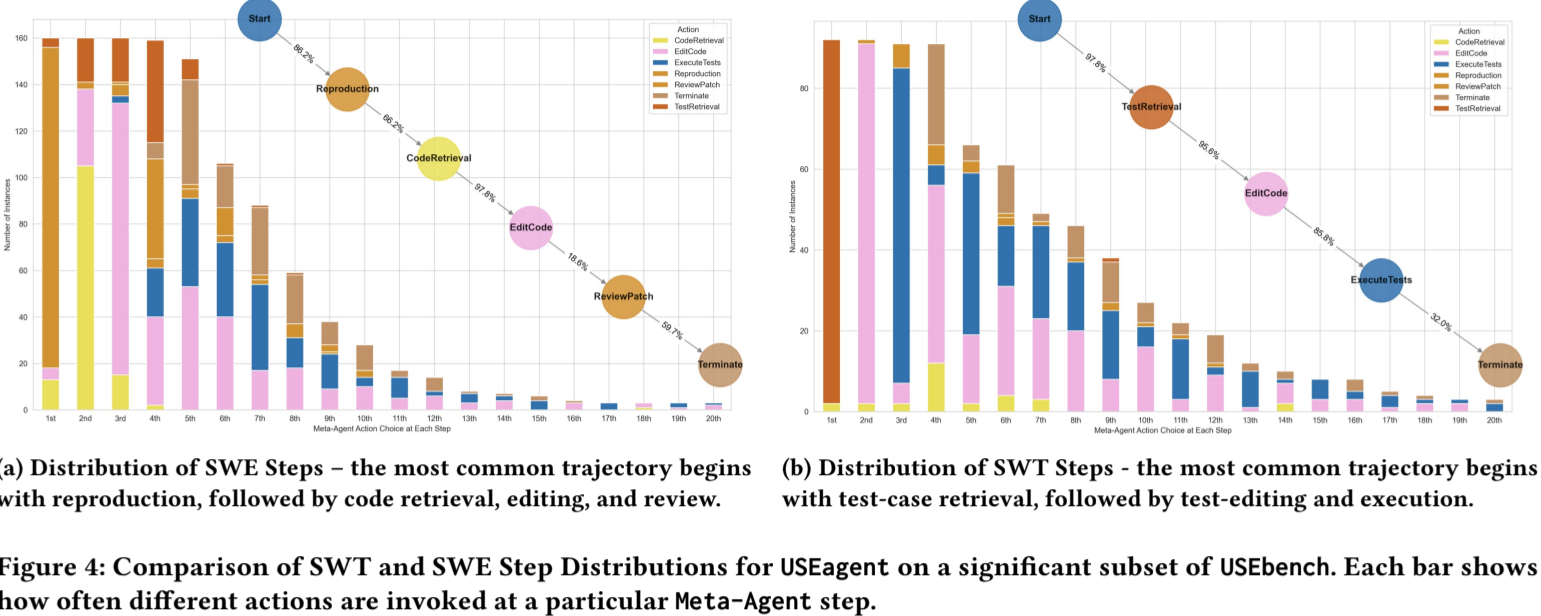 Start
86.2%
Reproduction
66.2%
CodeRetrieval
97.8%
EditCode
18.6%
ReviewPatch
59.7%
Terminate
Action
CodeRetrieval
EditCode
ExecuteTests
Reproduction
ReviewPatch
Terminate
TestRetrieval
Number of Instances
160
140
120
100
80
60
40
20
0
1st 2nd 3rd 4th 5th 6th 7th 8th 9th 10th 11th 12th 13th 14th 15th 16th 17th 18th 19th 20th
Meta-Agent Action Choice at Each Step
Start
97.8%
TestRetrieval
95.6%
EditCode
85.8%
ExecuteTests
32.0%
Terminate
Action
CodeRetrieval
EditCode
ExecuteTests
Reproduction
ReviewPatch
Terminate
TestRetrieval
Number of Instances
80
60
40
20
0
1st 2nd 3rd 4th 5th 6th 7th 8th 9th 10th 11th 12th 13th 14th 15th 16th 17th 18th 19th 20th
Meta-Agent Action Choice at Each Step
(a) Distribution of SWE Steps – the most common trajectory begins
with reproduction, followed by code retrieval, editing, and review.
(b) Distribution of SWT Steps - the most common trajectory begins
with test-case retrieval, followed by test-editing and execution.
Figure 4: Comparison of SWT and SWE Step Distributions for USEagent on a significant subset of USEbench. Each bar shows
how often different actions are invoked at a particular Meta-Agent step.